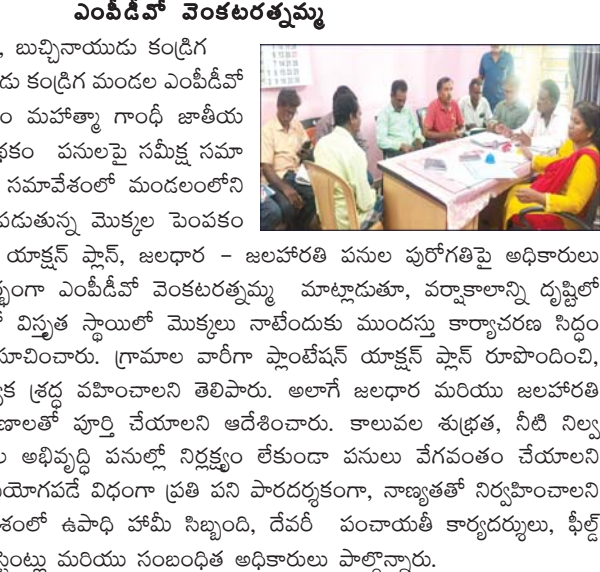 ఎంపీడీవో వెంకటరత్నమ్మ
, బుచ్చినాయుడు కండ్రిగ
డు కండ్రిగ మండల ఎంపీడీవో
ం మహాత్మా గాంధీ జాతీయ
థకం పనులపై సమీక్ష సమా
సమావేశంలో మండలంలోని
పడుతున్న మొక్కల పెంపకం
యాక్షన్ ప్లాన్, జలధార – జలహారతి పనుల పురోగతిపై అధికారులు
ర్భంగా ఎంపీడీవో వెంకటరత్నమ్మ మాట్లాడుతూ, వర్షాకాలాన్ని దృష్టిలో
ో విస్తృత స్థాయిలో మొక్కలు నాటేందుకు ముందస్తు కార్యాచరణ సిద్ధం
సూచించారు. గ్రామాల వారీగా ప్లాంటేషన్ యాక్షన్ ప్లాన్ రూపొందించి,
్యక శ్రద్ధ వహించాలని తెలిపారు. అలాగే జలధార మరియు జలహారతి
ణాలతో పూర్తి చేయాలని ఆదేశించారు. కాలువల శుభ్రత, నీటి నిల్వ
ల అభివృద్ధి పనుల్లో నిర్లక్ష్యం లేకుండా పనులు వేగవంతం చేయాలని
యోగపడే విధంగా ప్రతి పని పారదర్శకంగా, నాణ్యతతో నిర్వహించాలని
శంలో ఉపాధి హామీ సిబ్బంది, దేవరీ పంచాయతీ కార్యదర్శులు, ఫీల్డ్
స్టెంట్లు మరియు సంబంధిత అధికారులు పాల్గొన్నారు.